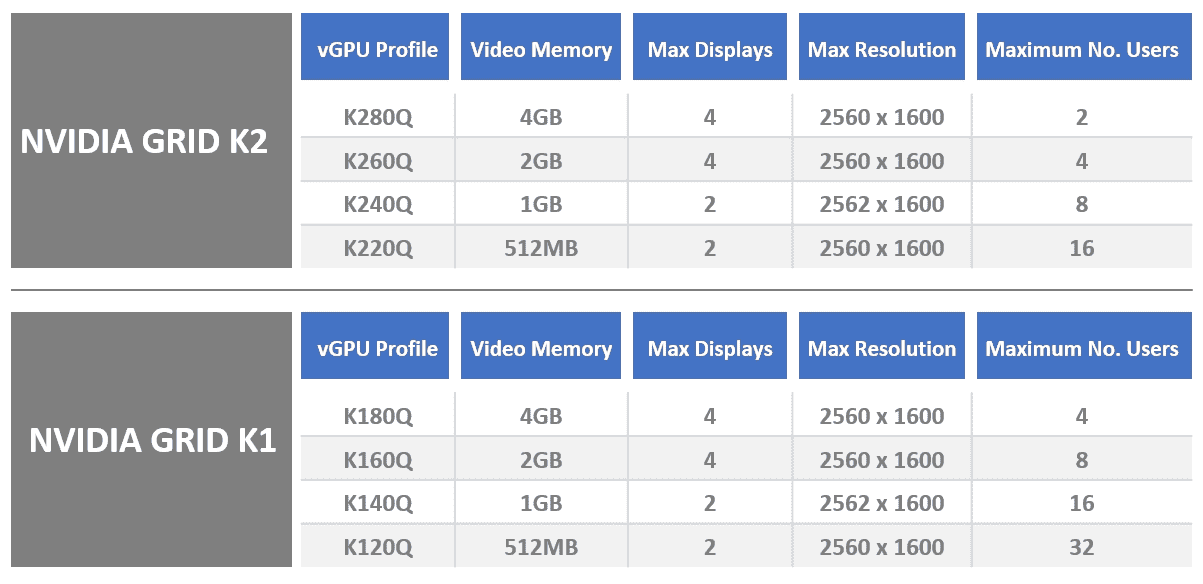 NVIDIA GRID K2
vGPU Profile Video Memory Max Displays Max Resolution Maximum No. Users
K280Q 4GB 4 2560 x 1600 2
K260Q 2GB 4 2560 x 1600 4
K240Q 1GB 2 2562 x 1600 8
K220Q 512MB 2 2560 x 1600 16
NVIDIA GRID K1
vGPU Profile Video Memory Max Displays Max Resolution Maximum No. Users
K180Q 4GB 4 2560 x 1600 4
K160Q 2GB 4 2560 x 1600 8
K140Q 1GB 2 2562 x 1600 16
K120Q 512MB 2 2560 x 1600 32